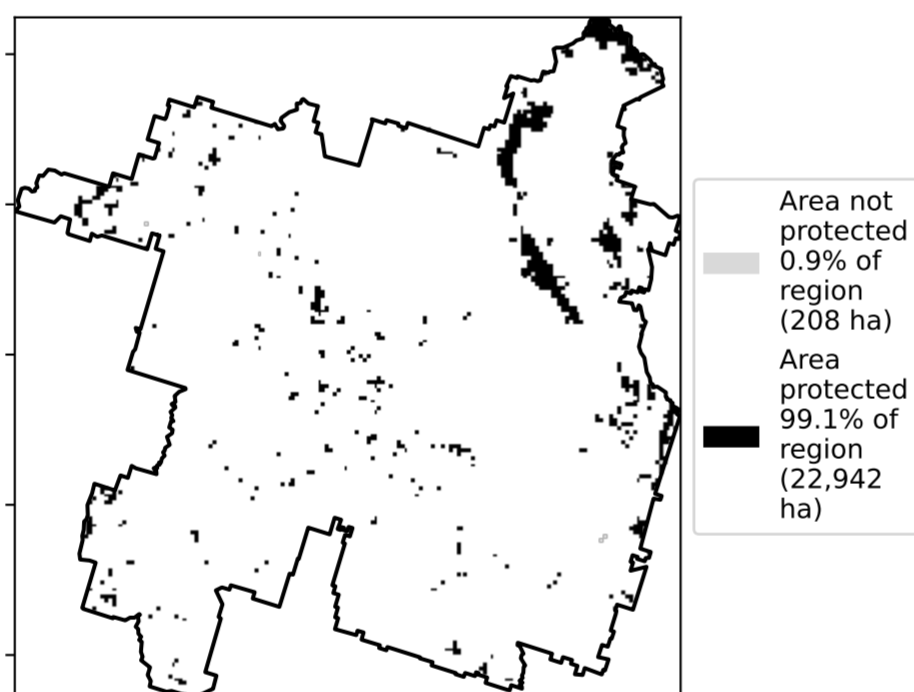 Area not
protected
0.9% of
region
(208 ha)
Area
protected
99.1% of
region
(22,942
ha)